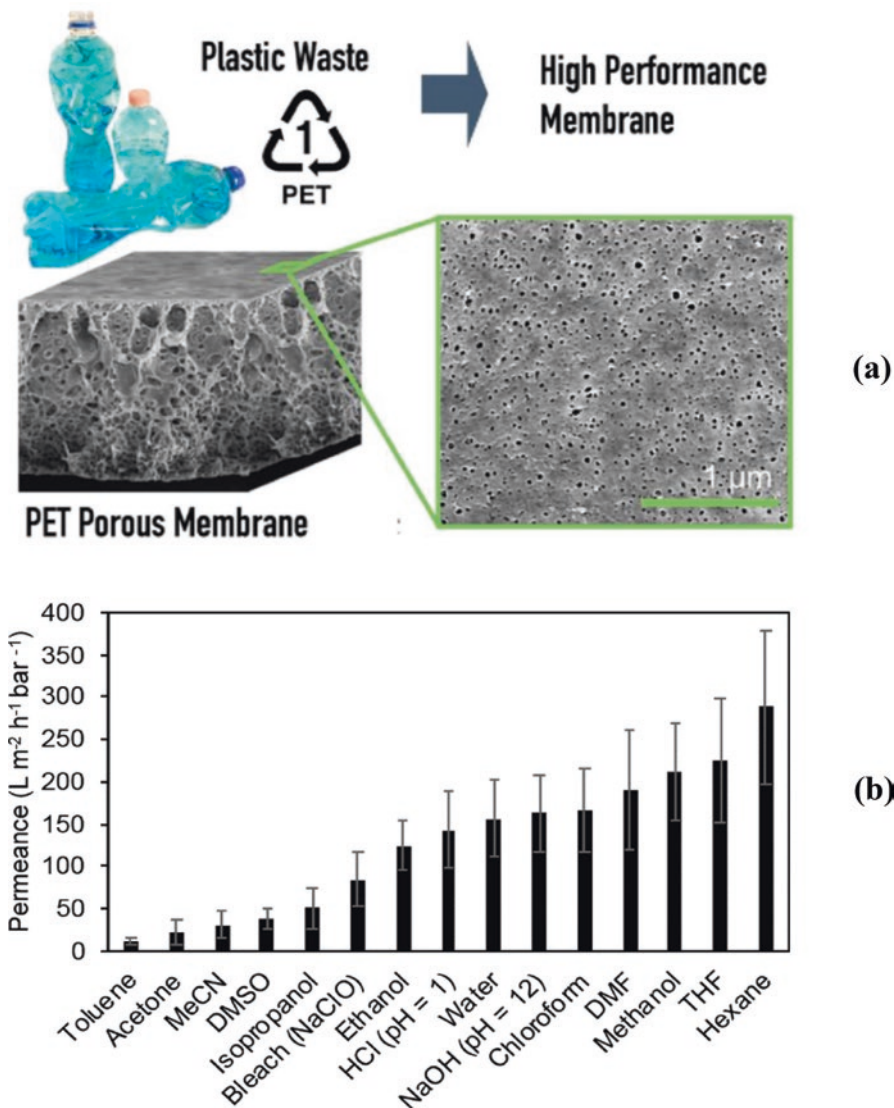 Plastic Waste
High Performance
Membrane
1
PET
1 μm
PET Porous Membrane
(a)
400
350
300
250
200
150
100
50
0
Permeance (L m⁻² h⁻¹ bar ⁻¹)
Toluene
Acetone
MeCN
DMSO
Isopropanol
Bleach (NaClO)
Ethanol
HCl (pH = 1)
Water
NaOH (pH = 12)
Chloroform
DMF
Methanol
THF
Hexane
(b)